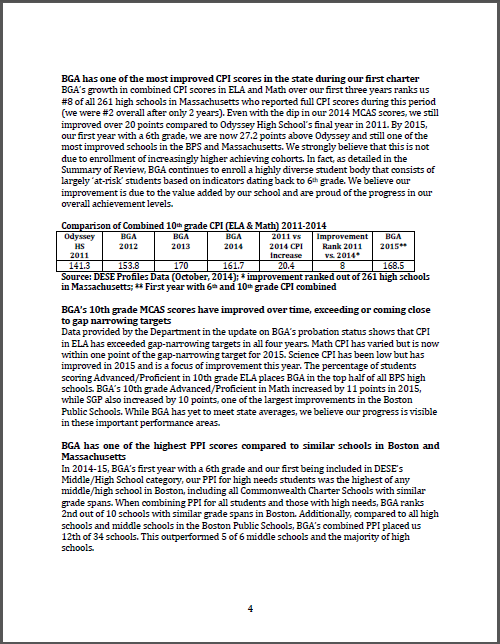 BGA has one of the most improved CPI scores in the state during our first charter
BGA's growth in combined CPI scores in ELA and Math over our first three years ranks us
#8 of all 261 high schools in Massachusetts who reported full CPI scores during this period
(we were #2 overall after only 2 years). Even with the dip in our 2014 MCAS scores, we still
improved over 20 points compared to Odyssey High School's final year in 2011. By 2015,
our first year with a 6th grade, we are now 27.2 points above Odyssey and still one of the
most improved schools in the BPS and Massachusetts. We strongly believe that this is not
due to enrollment of increasingly higher achieving cohorts. In fact, as detailed in the
Summary of Review, BGA continues to enroll a highly diverse student body that consists of
largely 'at-risk' students based on indicators dating back to 6th grade. We believe our
improvement is due to the value added by our school and are proud of the progress in our
overall achievement levels.
Comparison of Combined 10th grade CPI (ELA & Math) 2011-2014
Odyssey HS 2011 BGA 2012 BGA 2013 BGA 2014 2011 vs 2014 CPI Increase Improvement Rank 2011 vs. 2014* BGA 2015**
141.3 153.8 170 161.7 20.4 8 168.5
Source: DESE Profiles Data (October, 2014); * improvement ranked out of 261 high schools
in Massachusetts; ** First year with 6th and 10th grade CPI combined
BGA's 10th grade MCAS scores have improved over time, exceeding or coming close
to gap narrowing targets
Data provided by the Department in the update on BGA's probation status shows that CPI
in ELA has exceeded gap-narrowing targets in all four years. Math CPI has varied but is now
within one point of the gap-narrowing target for 2015. Science CPI has been low but has
improved in 2015 and is a focus of improvement this year. The percentage of students
scoring Advanced/Proficient in 10th grade ELA places BGA in the top half of all BPS high
schools. BGA's 10th grade Advanced/Proficient in Math increased by 11 points in 2015,
while SGP also increased by 10 points, one of the largest improvements in the Boston
Public Schools. While BGA has yet to meet state averages, we believe our progress is visible
in these important performance areas.
BGA has one of the highest PPI scores compared to similar schools in Boston and
Massachusetts
In 2014-15, BGA's first year with a 6th grade and our first being included in DESE's
Middle/High School category, our PPI for high needs students was the highest of any
middle/high school in Boston, including all Commonwealth Charter Schools with similar
grade spans. When combining PPI for all students and those with high needs, BGA ranks
2nd out of 10 schools with similar grade spans in Boston. Additionally, compared to all high
schools and middle schools in the Boston Public Schools, BGA's combined PPI placed us
12th of 34 schools. This outperformed 5 of 6 middle schools and the majority of high
schools.
4